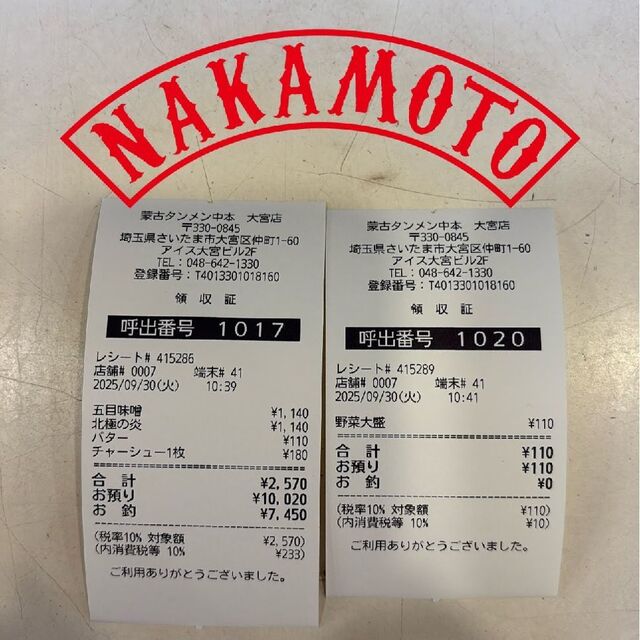 NAKAMOTO
蒙古タンメン中本 大宮店
〒330-0845
埼玉県さいたま市大宮区仲町1-60
アイス大宮ビル2F
TEL：048-642-1330
登録番号：T4013301018160
領 収 証
呼出番号 1017
レシート# 415286
店舗# 0007 端末# 41
2025/09/30(火) 10:39
五目味噌 ¥1,140
北極の炎 ¥1,140
バター ¥110
チャーシュー1枚 ¥180
合 計 ¥2,570
お預り ¥10,020
お 釣 ¥7,450
(税率10% 対象額 ¥2,570)
(内消費税等 10% ¥233)
ご利用ありがとうございました。
蒙古タンメン中本 大宮店
〒330-0845
埼玉県さいたま市大宮区仲町1-60
アイス大宮ビル2F
TEL：048-642-1330
登録番号：T4013301018160
領 収 証
呼出番号 1020
レシート# 415289
店舗# 0007 端末# 41
2025/09/30(火) 10:41
野菜大盛 ¥110
合 計 ¥110
お預り ¥110
お 釣 ¥0
(税率10% 対象額 ¥110)
(内消費税等 10% ¥10)
ご利用ありがとうございました。